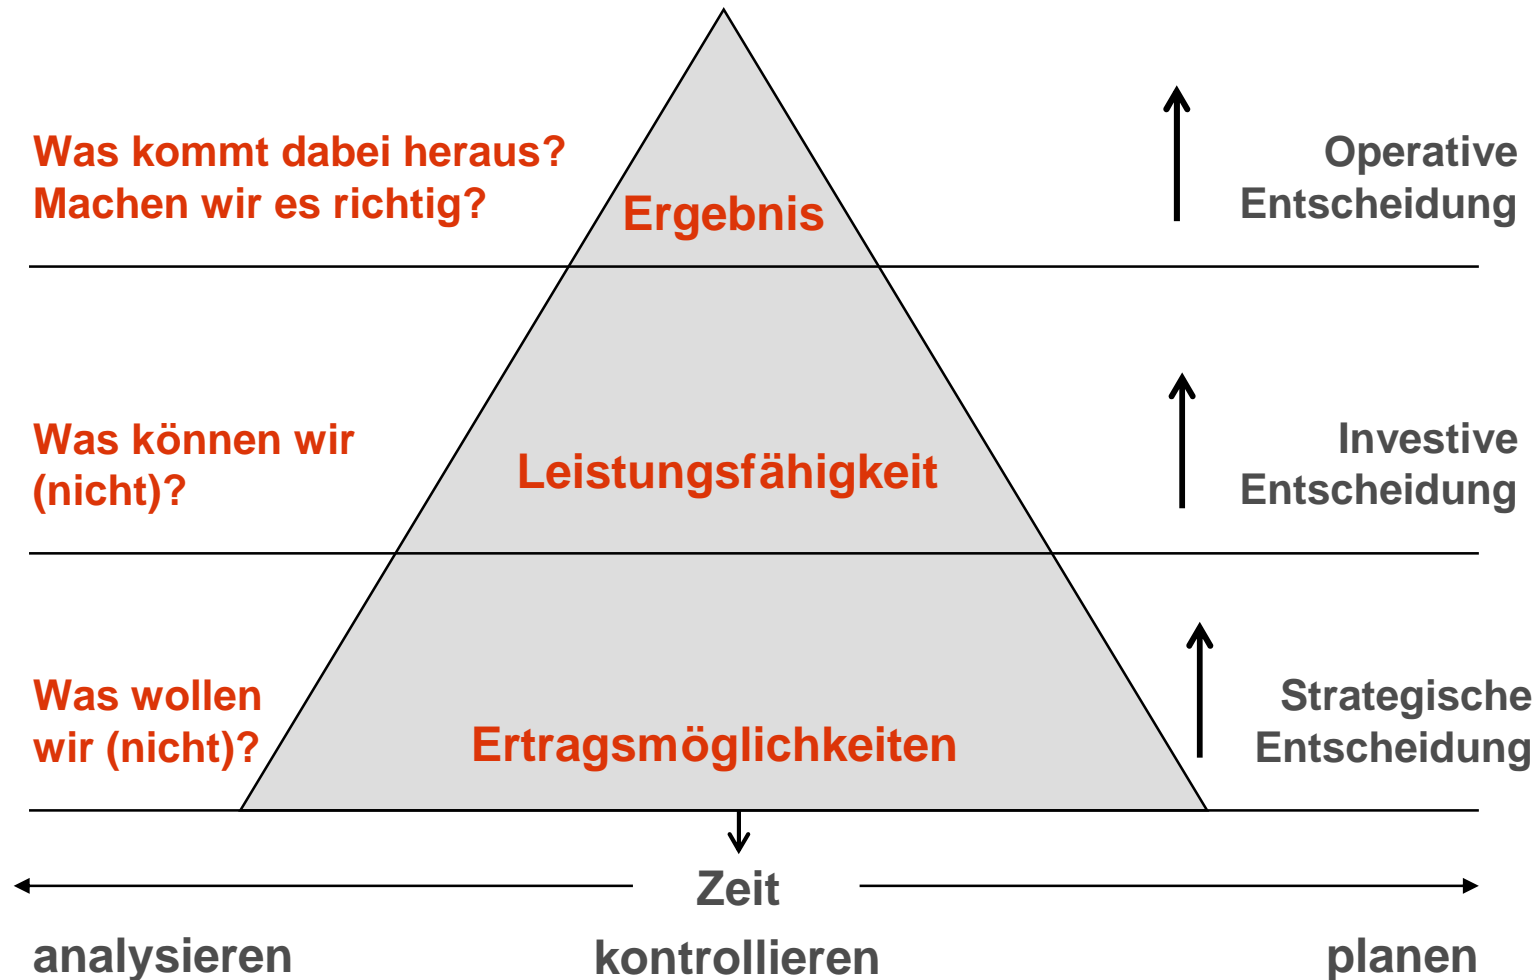 Was kommt dabei heraus?
Machen wir es richtig?
Ergebnis
Operative
Entscheidung
Was können wir
(nicht)?
Leistungsfähigkeit
Investive
Entscheidung
Was wollen
wir (nicht)?
Ertragsmöglichkeiten
Strategische
Entscheidung
Zeit
analysieren
kontrollieren
planen